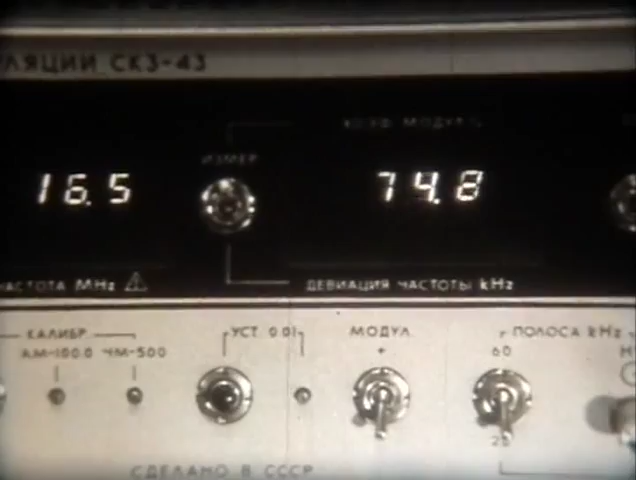 ЛЯЦИИ СК3-43
КОЭФ. МОДУЛ. %
ИЗМЕР
16.5
74.8
ЧАСТОТА MHz
ДЕВИАЦИЯ ЧАСТОТЫ kHz
КАЛИБР
АМ-100.0 ЧМ-500
УСТ. 0.01
МОДУЛ.
+
ПОЛОСА kHz
60
СДЕЛАНО В СССР